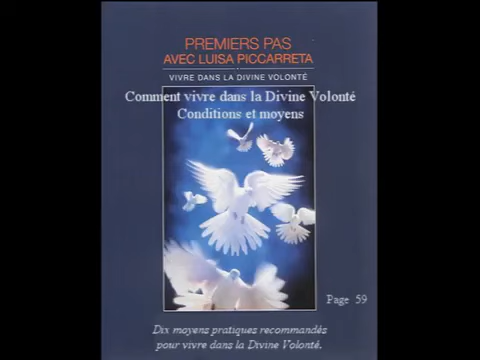 PREMIERS PAS
AVEC LUISA PICCARRETA
VIVRE DANS LA DIVINE VOLONTÉ
Comment vivre dans la Divine Volonté
Conditions et moyens
Page 59
Dix moyens pratiques recommandés
pour vivre dans la Divine Volonté.